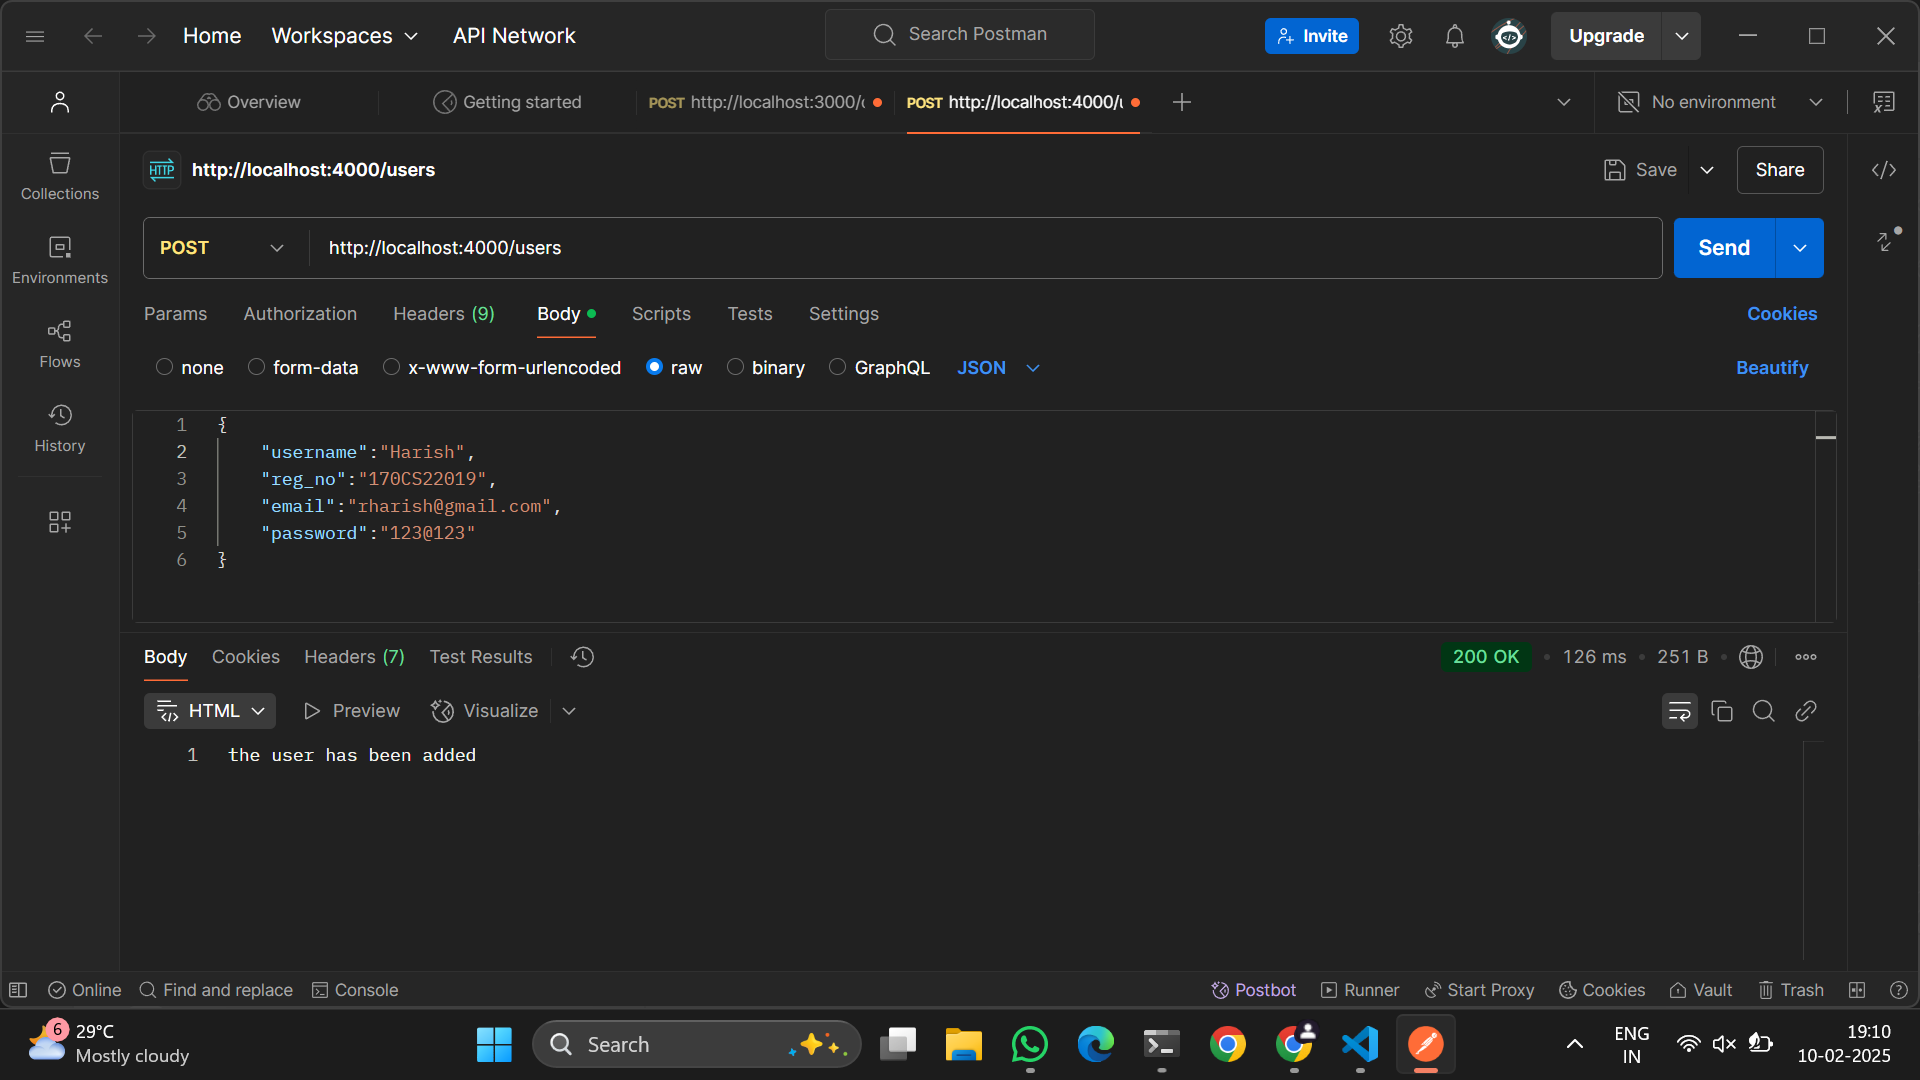 Home Workspaces API Network Search Postman Invite Upgrade
Overview Getting started POST http://localhost:3000/ POST http://localhost:4000/ No environment
HTTP http://localhost:4000/users Save Share
Collections
POST http://localhost:4000/users Send
Environments
Params Authorization Headers (9) Body Scripts Tests Settings Cookies
Flows
none form-data x-www-form-urlencoded raw binary GraphQL JSON Beautify
History
1 {
2 "username":"Harish",
3 "reg_no":"170CS22019",
4 "email":"rharish@gmail.com",
5 "password":"123@123"
6 }
Body Cookies Headers (7) Test Results 200 OK • 126 ms • 251 B
HTML Preview Visualize
1 the user has been added
Online Find and replace Console Postbot Runner Start Proxy Cookies Vault Trash
6 29°C
Mostly cloudy
Search
ENG
IN
19:10
10-02-2025